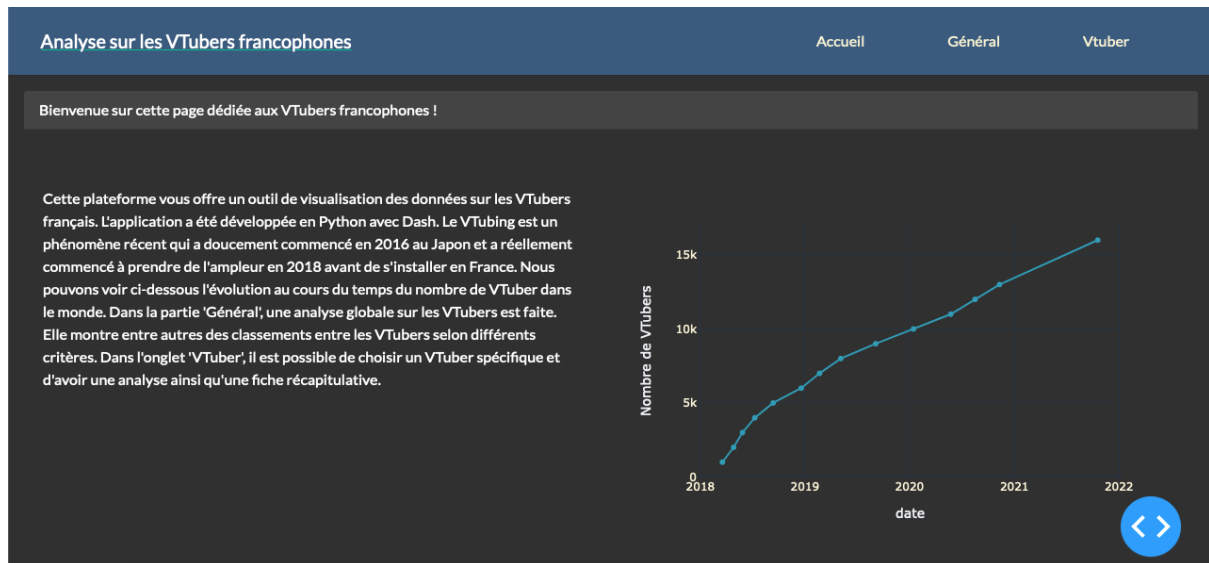 Analyse sur les VTubers francophones
Accueil
Général
Vtuber
Bienvenue sur cette page dédiée aux VTubers francophones !
Cette plateforme vous offre un outil de visualisation des données sur les VTubers
français. L'application a été développée en Python avec Dash. Le VTubing est un
phénomène récent qui a doucement commencé en 2016 au Japon et a réellement
commencé à prendre de l'ampleur en 2018 avant de s'installer en France. Nous
pouvons voir ci-dessous l'évolution au cours du temps du nombre de VTuber dans
le monde. Dans la partie 'Général', une analyse globale sur les VTubers est faite.
Elle montre entre autres des classements entre les VTubers selon différents
critères. Dans l'onglet 'VTuber', il est possible de choisir un VTuber spécifique et
d'avoir une analyse ainsi qu'une fiche récapitulative.
Nombre de VTubers
15k
10k
5k
0
2018
2019
2020
2021
2022
date